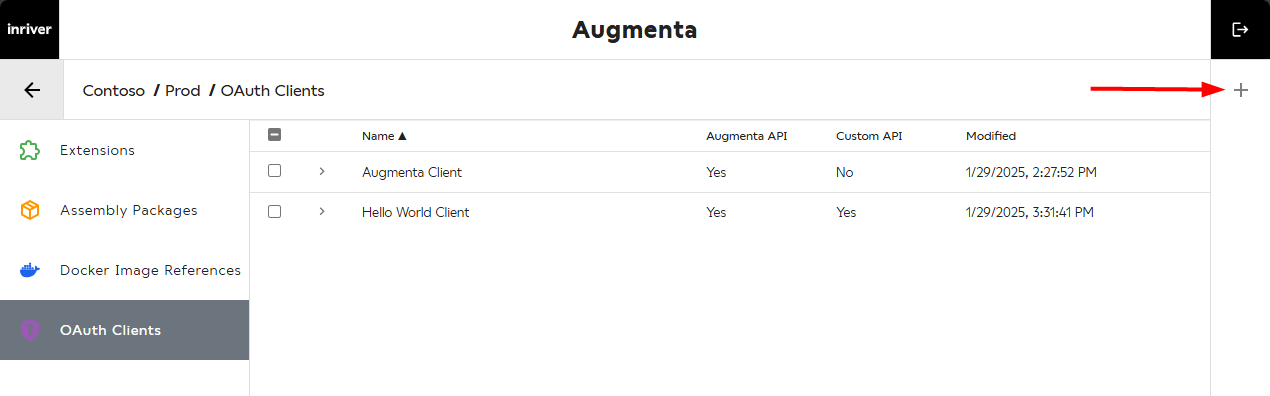 inriver
Augmenta
Contoso / Prod / OAuth Clients
Extensions
Assembly Packages
Docker Image References
OAuth Clients
Name ▲ Augmenta API Custom API Modified
Augmenta Client Yes No 1/29/2025, 2:27:52 PM
Hello World Client Yes Yes 1/29/2025, 3:31:41 PM